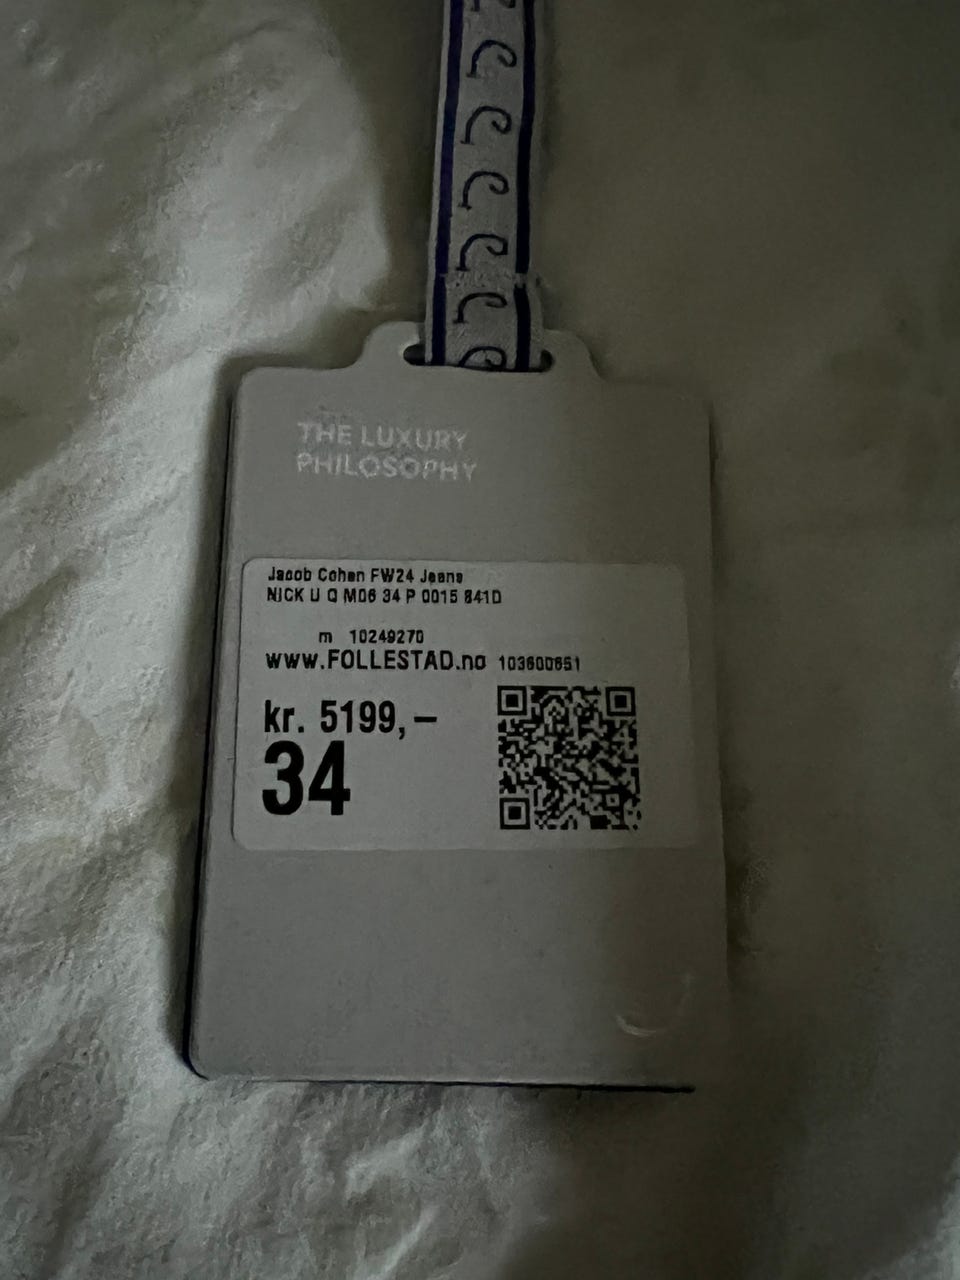 THE LUXURY
PHILOSOPHY
Jacob Cohen FW24 Jeans
NICK U Q M06 34 P 0015 841D
m 10249270
www.FOLLESTAD.no 103600651
kr. 5199,–
34